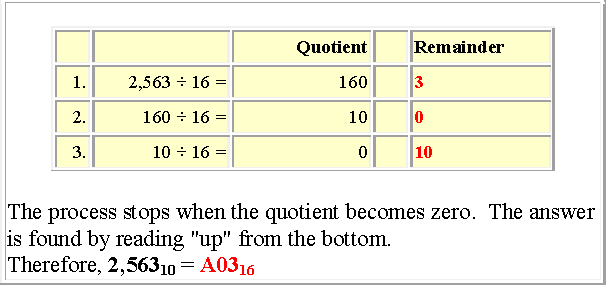 Quotient Remainder
1. 2,563 ÷ 16 = 160 3
2. 160 ÷ 16 = 10 0
3. 10 ÷ 16 = 0 10
The process stops when the quotient becomes zero. The answer
is found by reading "up" from the bottom.
Therefore, 2,563₁₀ = A03₁₆